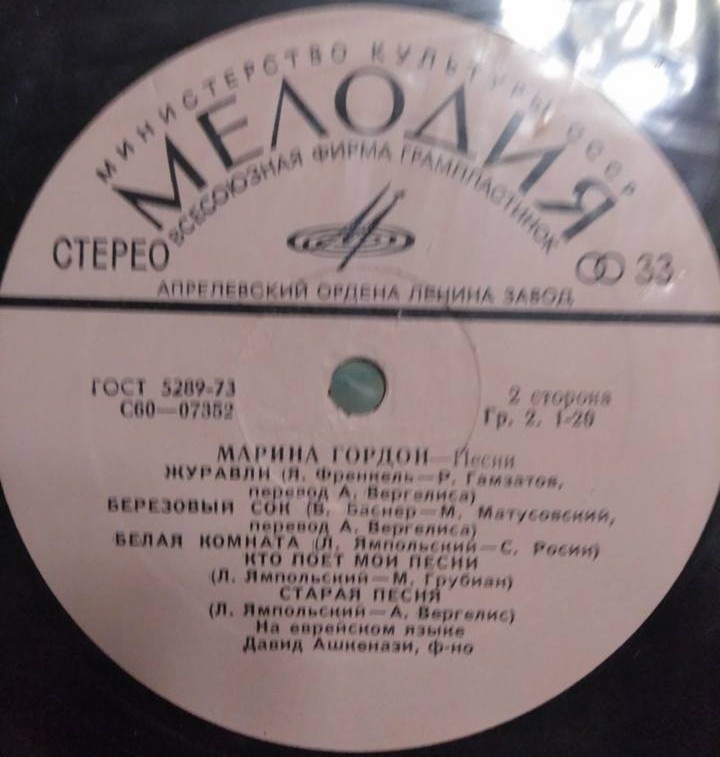 МИНИСТЕРСТВО КУЛЬТУРЫ СССР
МЕЛОДИЯ
ВСЕСОЮЗНАЯ ФИРМА ГРАМПЛАСТИНОК
СТЕРЕО
33
АПРЕЛЕВСКИЙ ОРДЕНА ЛЕНИНА ЗАВОД
ГОСТ 5289-73
С60—07352
2 сторона
Гр. 2. 1-20
МАРИНА ГОРДОН—Песни
ЖУРАВЛИ (Я. Френкель—Р. Гамзатов,
перевод А. Вергелиса)
БЕРЕЗОВЫЙ СОК (В. Баснер—М. Матусовский,
перевод А. Вергелиса)
БЕЛАЯ КОМНАТА (Л. Ямпольский—С. Росин)
КТО ПОЕТ МОИ ПЕСНИ
(Л. Ямпольский—М. Грубиан)
СТАРАЯ ПЕСНЯ
(Л. Ямпольский—А. Вергелис)
На еврейском языке
Давид Ашкенази, ф-но